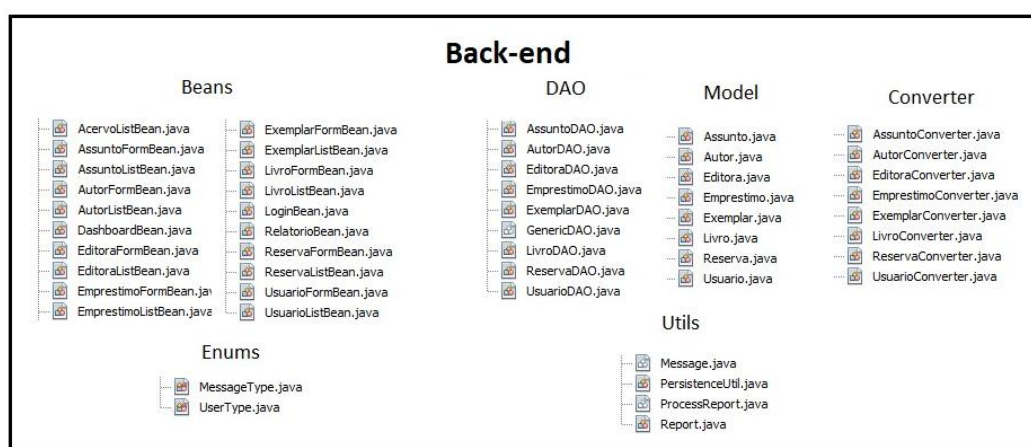 Back-end
Beans
AcervoListBean.java
AssuntoFormBean.java
AssuntoListBean.java
AutorFormBean.java
AutorListBean.java
DashboardBean.java
EditoraFormBean.java
EditoraListBean.java
EmprestimoFormBean.jav
EmprestimoListBean.java
ExemplarFormBean.java
ExemplarListBean.java
LivroFormBean.java
LivroListBean.java
LoginBean.java
RelatorioBean.java
ReservaFormBean.java
ReservaListBean.java
UsuarioFormBean.java
UsuarioListBean.java
DAO
AssuntoDAO.java
AutorDAO.java
EditoraDAO.java
EmprestimoDAO.java
ExemplarDAO.java
GenericDAO.java
LivroDAO.java
ReservaDAO.java
UsuarioDAO.java
Model
Assunto.java
Autor.java
Editora.java
Emprestimo.java
Exemplar.java
Livro.java
Reserva.java
Usuario.java
Converter
AssuntoConverter.java
AutorConverter.java
EditoraConverter.java
EmprestimoConverter.java
ExemplarConverter.java
LivroConverter.java
ReservaConverter.java
UsuarioConverter.java
Enums
MessageType.java
UserType.java
Utils
Message.java
PersistenceUtil.java
ProcessReport.java
Report.java